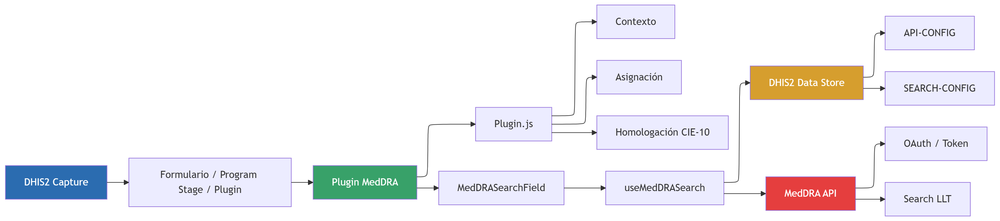 DHIS2 Capture
Formulario / Program
Stage / Plugin
Plugin MedDRA
Plugin.js
Contexto
Asignación
Homologación CIE-10
MedDRASearchField
useMedDRASearch
DHIS2 Data Store
API-CONFIG
SEARCH-CONFIG
MedDRA API
OAuth / Token
Search LLT